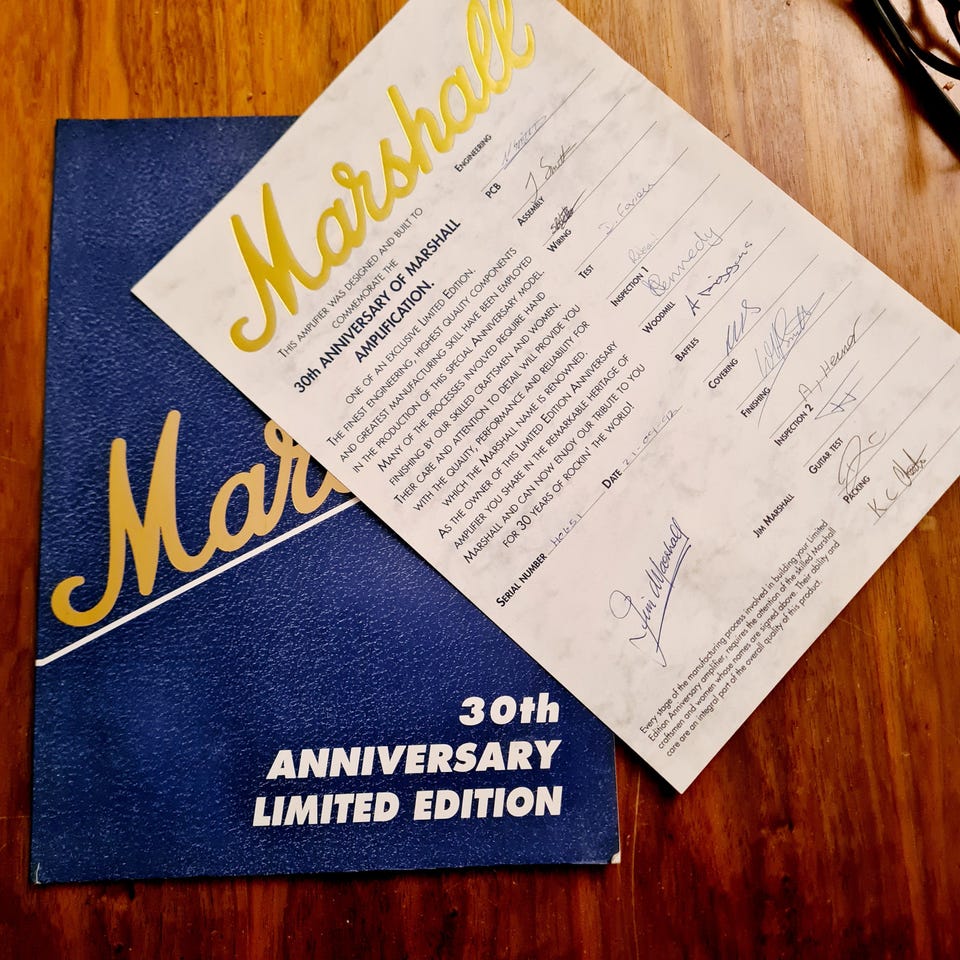 Marshall
THIS AMPLIFIER WAS DESIGNED AND BUILT TO
COMMEMORATE THE
30th ANNIVERSARY OF MARSHALL
AMPLIFICATION.
ONE OF AN EXCLUSIVE LIMITED EDITION.
THE FINEST ENGINEERING, HIGHEST QUALITY COMPONENTS
AND GREATEST MANUFACTURING SKILL HAVE BEEN EMPLOYED
IN THE PRODUCTION OF THIS SPECIAL ANNIVERSARY MODEL.
MANY OF THE PROCESSES INVOLVED REQUIRE HAND
FINISHING BY OUR SKILLED CRAFTSMEN AND WOMEN.
THEIR CARE AND ATTENTION TO DETAIL WILL PROVIDE YOU
WITH THE QUALITY, PERFORMANCE AND RELIABILITY FOR
WHICH THE MARSHALL NAME IS RENOWNED.
AS THE OWNER OF THIS LIMITED EDITION ANNIVERSARY
AMPLIFIER YOU SHARE IN THE REMARKABLE HERITAGE OF
MARSHALL AND CAN NOW ENJOY OUR TRIBUTE TO YOU
FOR 30 YEARS OF ROCKIN' THE WORLD!
SERIAL NUMBER
DATE
Jim Marshall
JIM MARSHALL
ENGINEERING
PCB
J Smith
ASSEMBLY
WIRING
TEST
INSPECTION 1
Kennedy
WOODMILL
BAFFLES
COVERING
FINISHING
INSPECTION 2
GUITAR TEST
PACKING
Every stage of the manufacturing process involved in building your Limited
Edition Anniversary amplifier, requires the attention of the skilled Marshall
craftsmen and women whose names are signed above. Their ability and
care are an integral part of the overall quality of this product.
Mar
30th
ANNIVERSARY
LIMITED EDITION